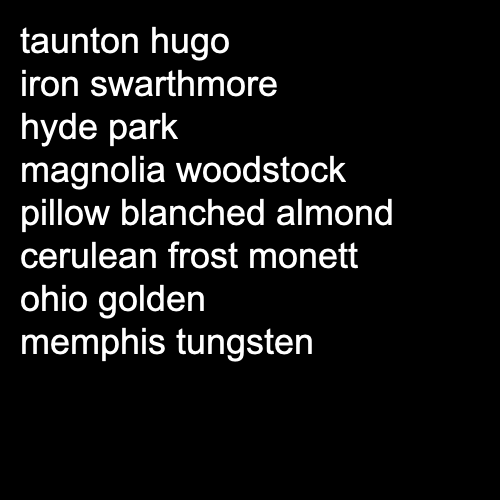 taunton hugo
iron swarthmore
hyde park
magnolia woodstock
pillow blanched almond
cerulean frost monett
ohio golden
memphis tungsten